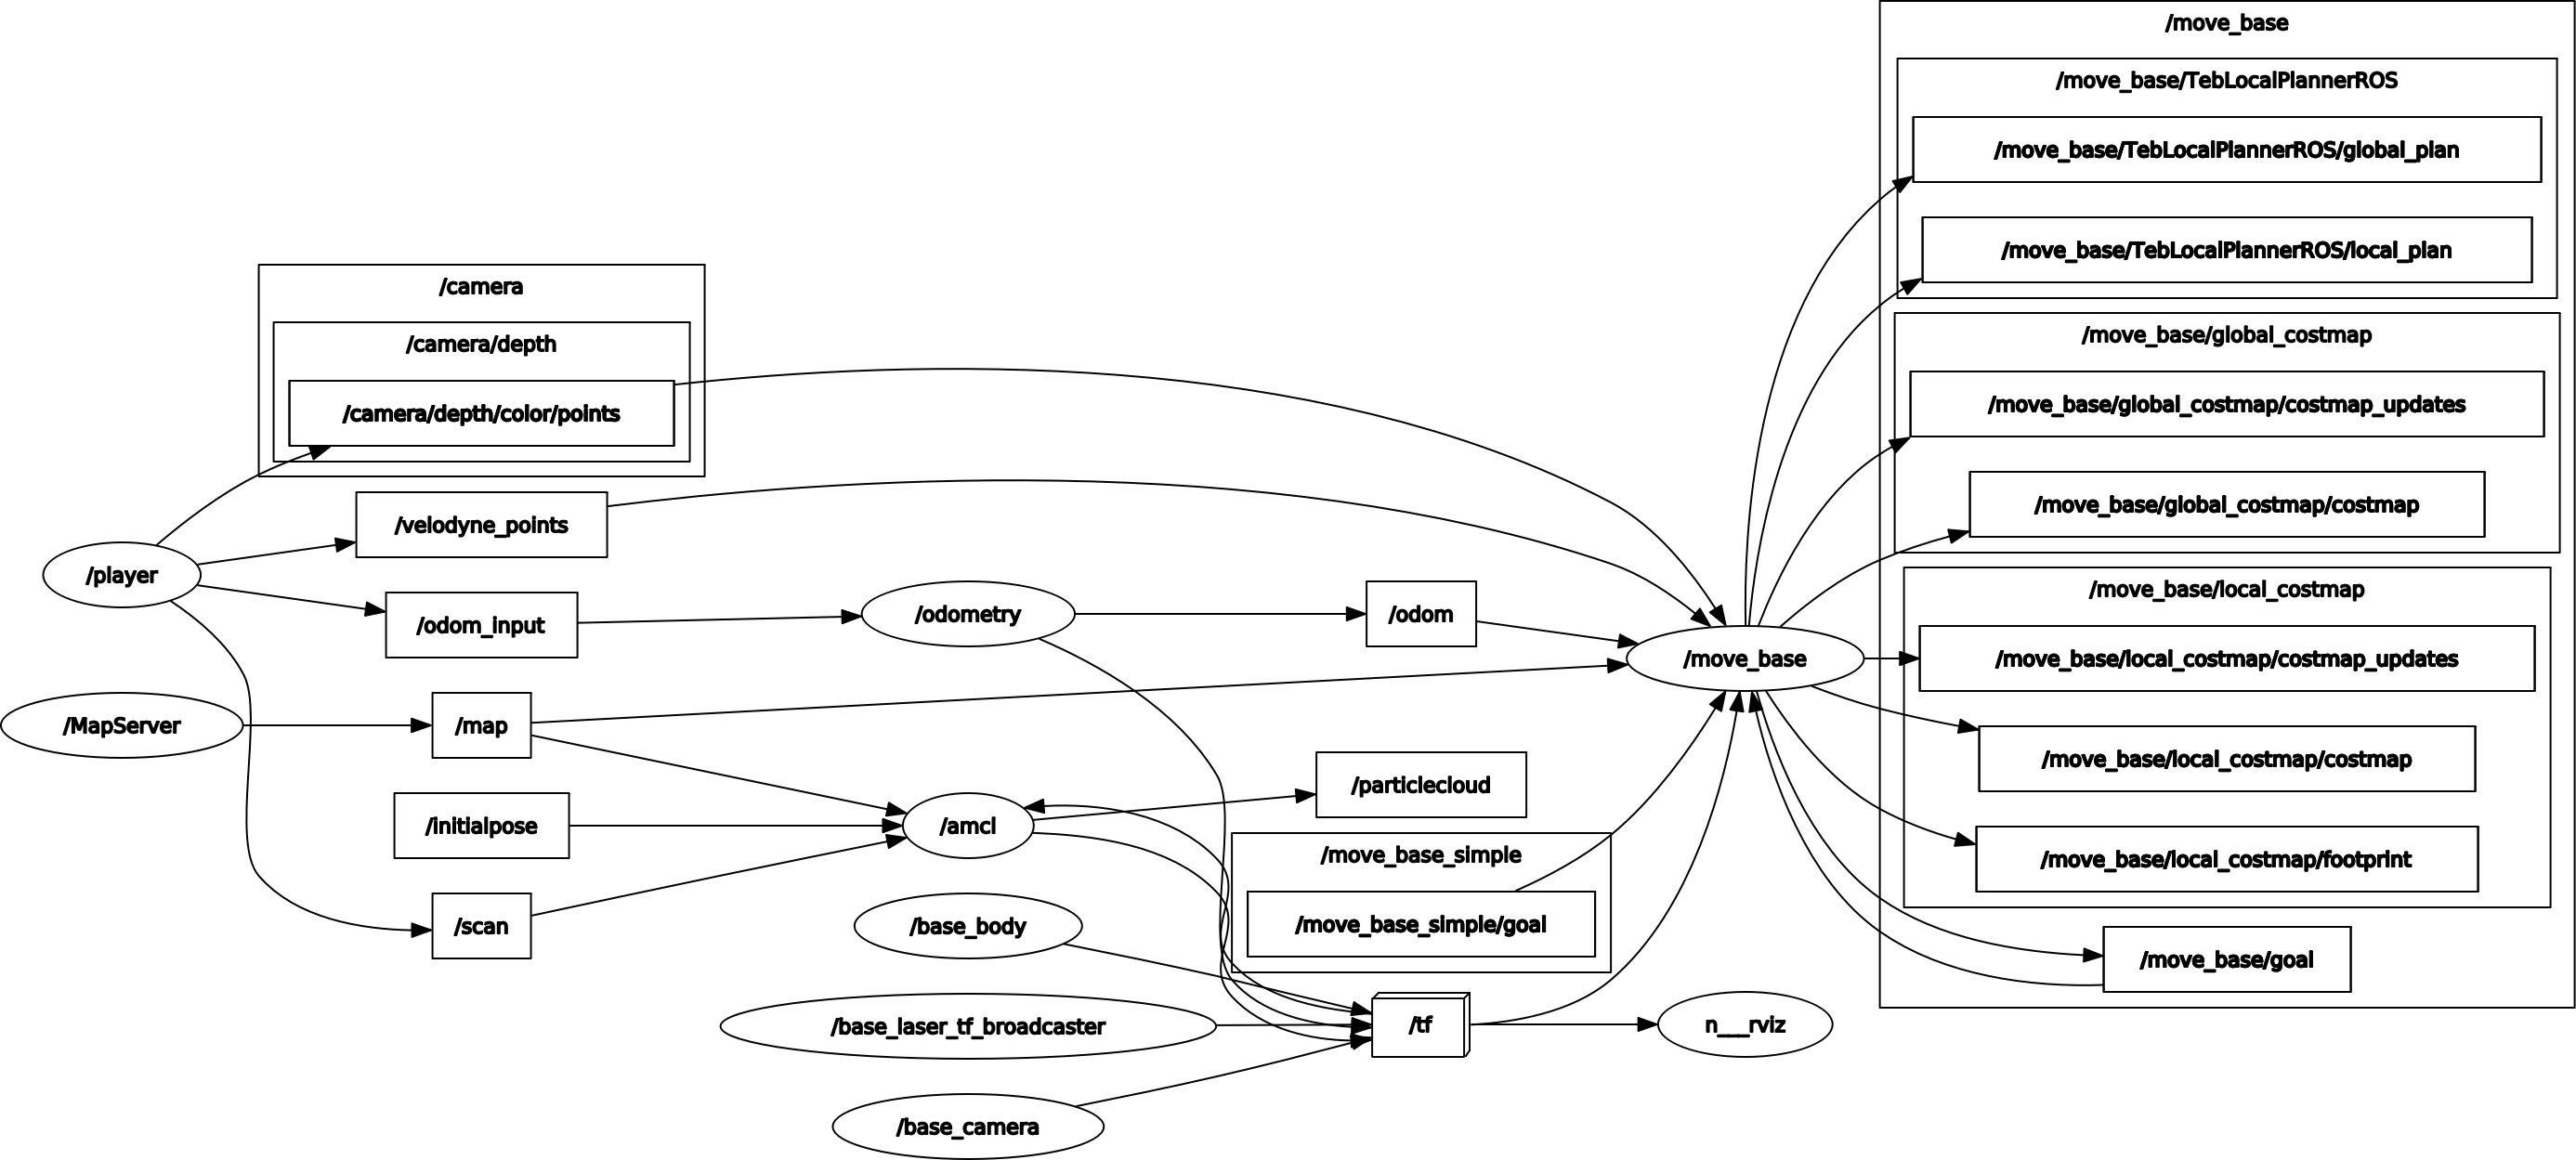 /move_base
/move_base/TebLocalPlannerROS
/move_base/TebLocalPlannerROS/global_plan
/move_base/TebLocalPlannerROS/local_plan
/camera
/camera/depth
/camera/depth/color/points
/move_base/global_costmap
/move_base/global_costmap/costmap_updates
/move_base/global_costmap/costmap
/velodyne_points
/player
/odom_input
/odometry
/odom
/move_base
/move_base/local_costmap
/move_base/local_costmap/costmap_updates
/move_base/local_costmap/costmap
/move_base/local_costmap/footprint
/move_base/goal
/MapServer
/map
/initialpose
/scan
/amcl
/particlecloud
/move_base_simple
/move_base_simple/goal
/base_body
/base_laser_tf_broadcaster
/base_camera
/tf
n___rviz